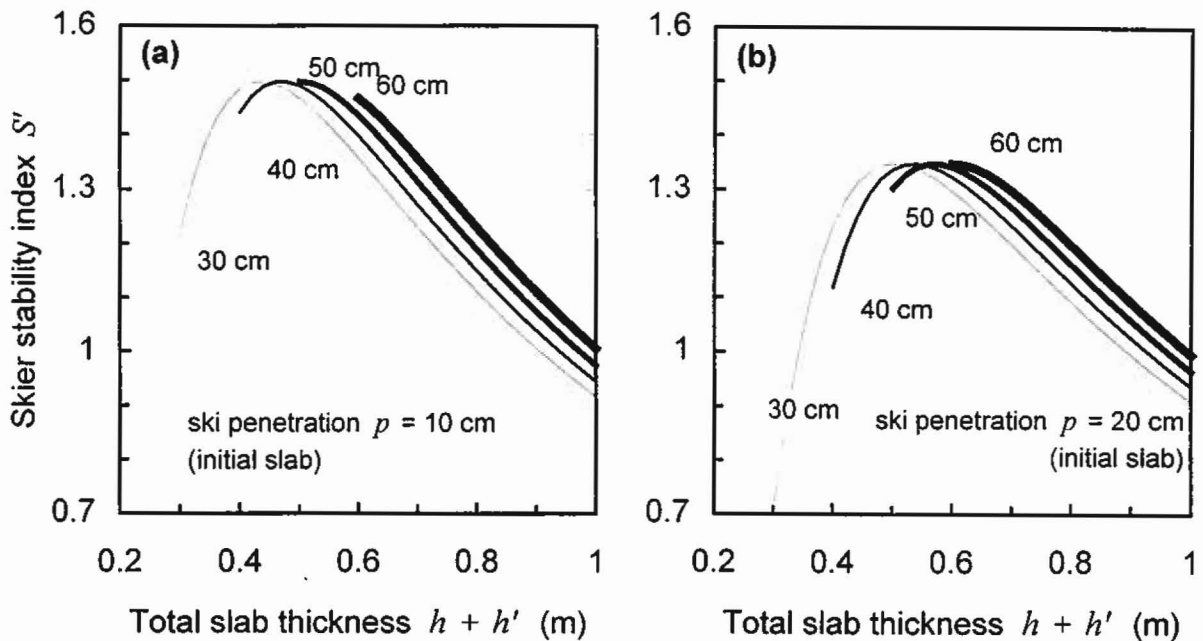 Skier stability index S′
1.6
1.3
1
0.7
(a)
50 cm
60 cm
40 cm
30 cm
ski penetration p = 10 cm
(initial slab)
0.2 0.4 0.6 0.8 1
Total slab thickness h + h′ (m)
1.6
1.3
1
0.7
(b)
60 cm
50 cm
40 cm
30 cm
ski penetration p = 20 cm
(initial slab)
0.2 0.4 0.6 0.8 1
Total slab thickness h + h′ (m)